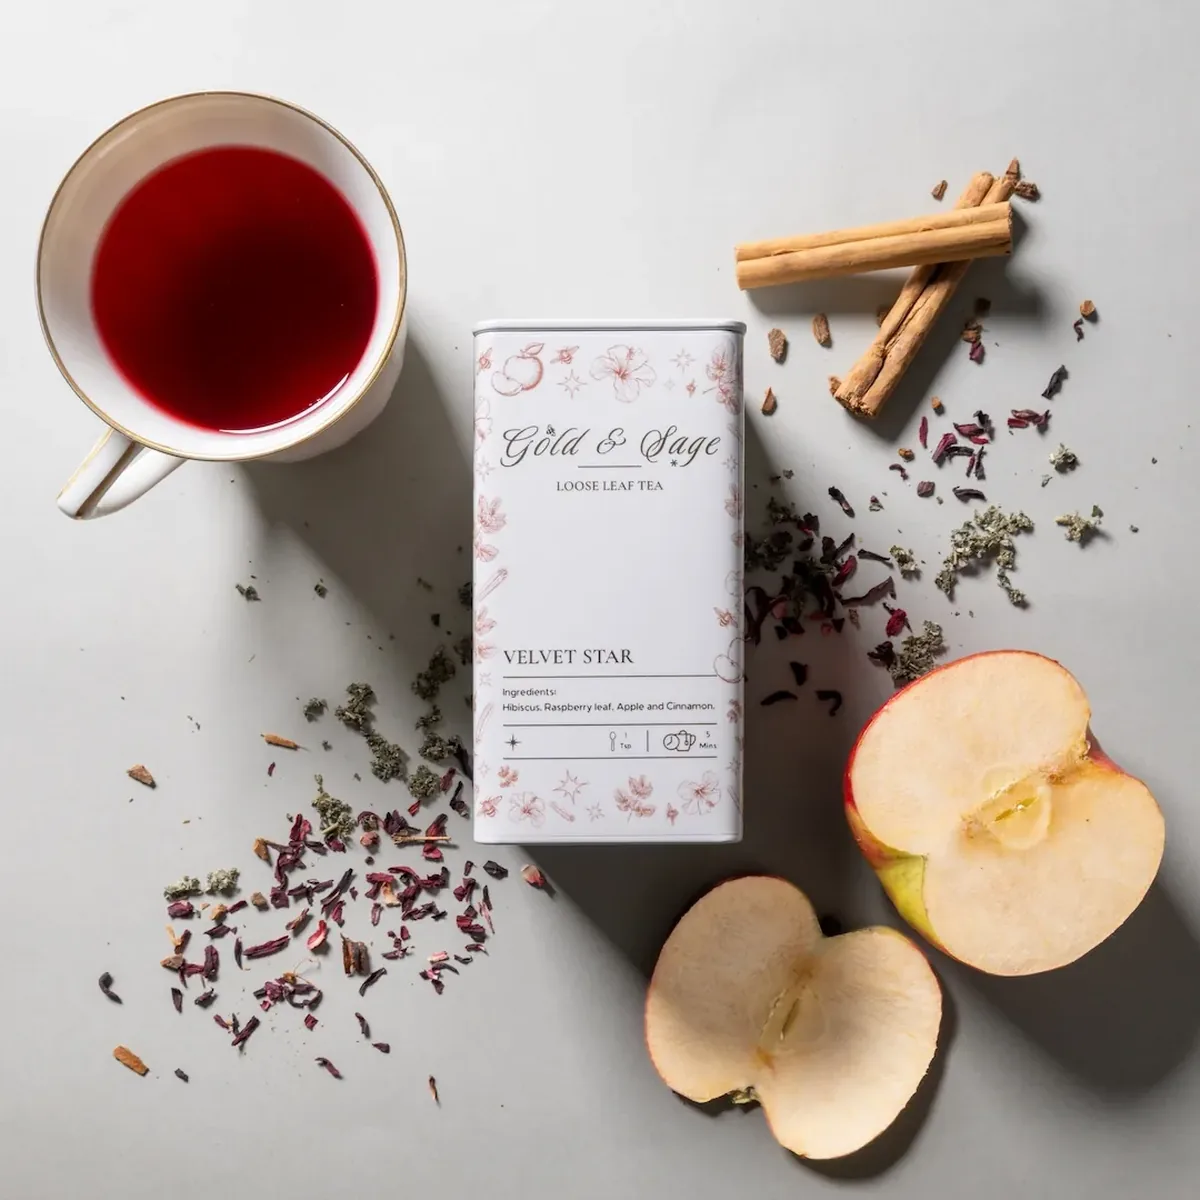 Gold & Sage
LOOSE LEAF TEA
VELVET STAR
Ingredients:
Hibiscus, Raspberry leaf, Apple and Cinnamon.
1
Tsp
5
Mins